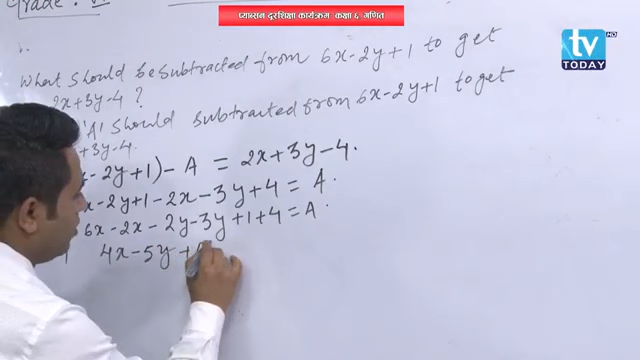 Grade:
प्याब्सन दूरशिक्षा कार्यक्रम कक्षा ६ गणित
tv HD
TODAY
What should be subtracted from 6x-2y+1 to get
2x+3y-4 ?
'A' should subtracted from 6x-2y+1 to get
+3y-4.
-2y+1) - A = 2x+3y-4.
x-2y+1-2x-3y+4 = A.
6x-2x-2y-3y+1+4 = A
4x-5y+